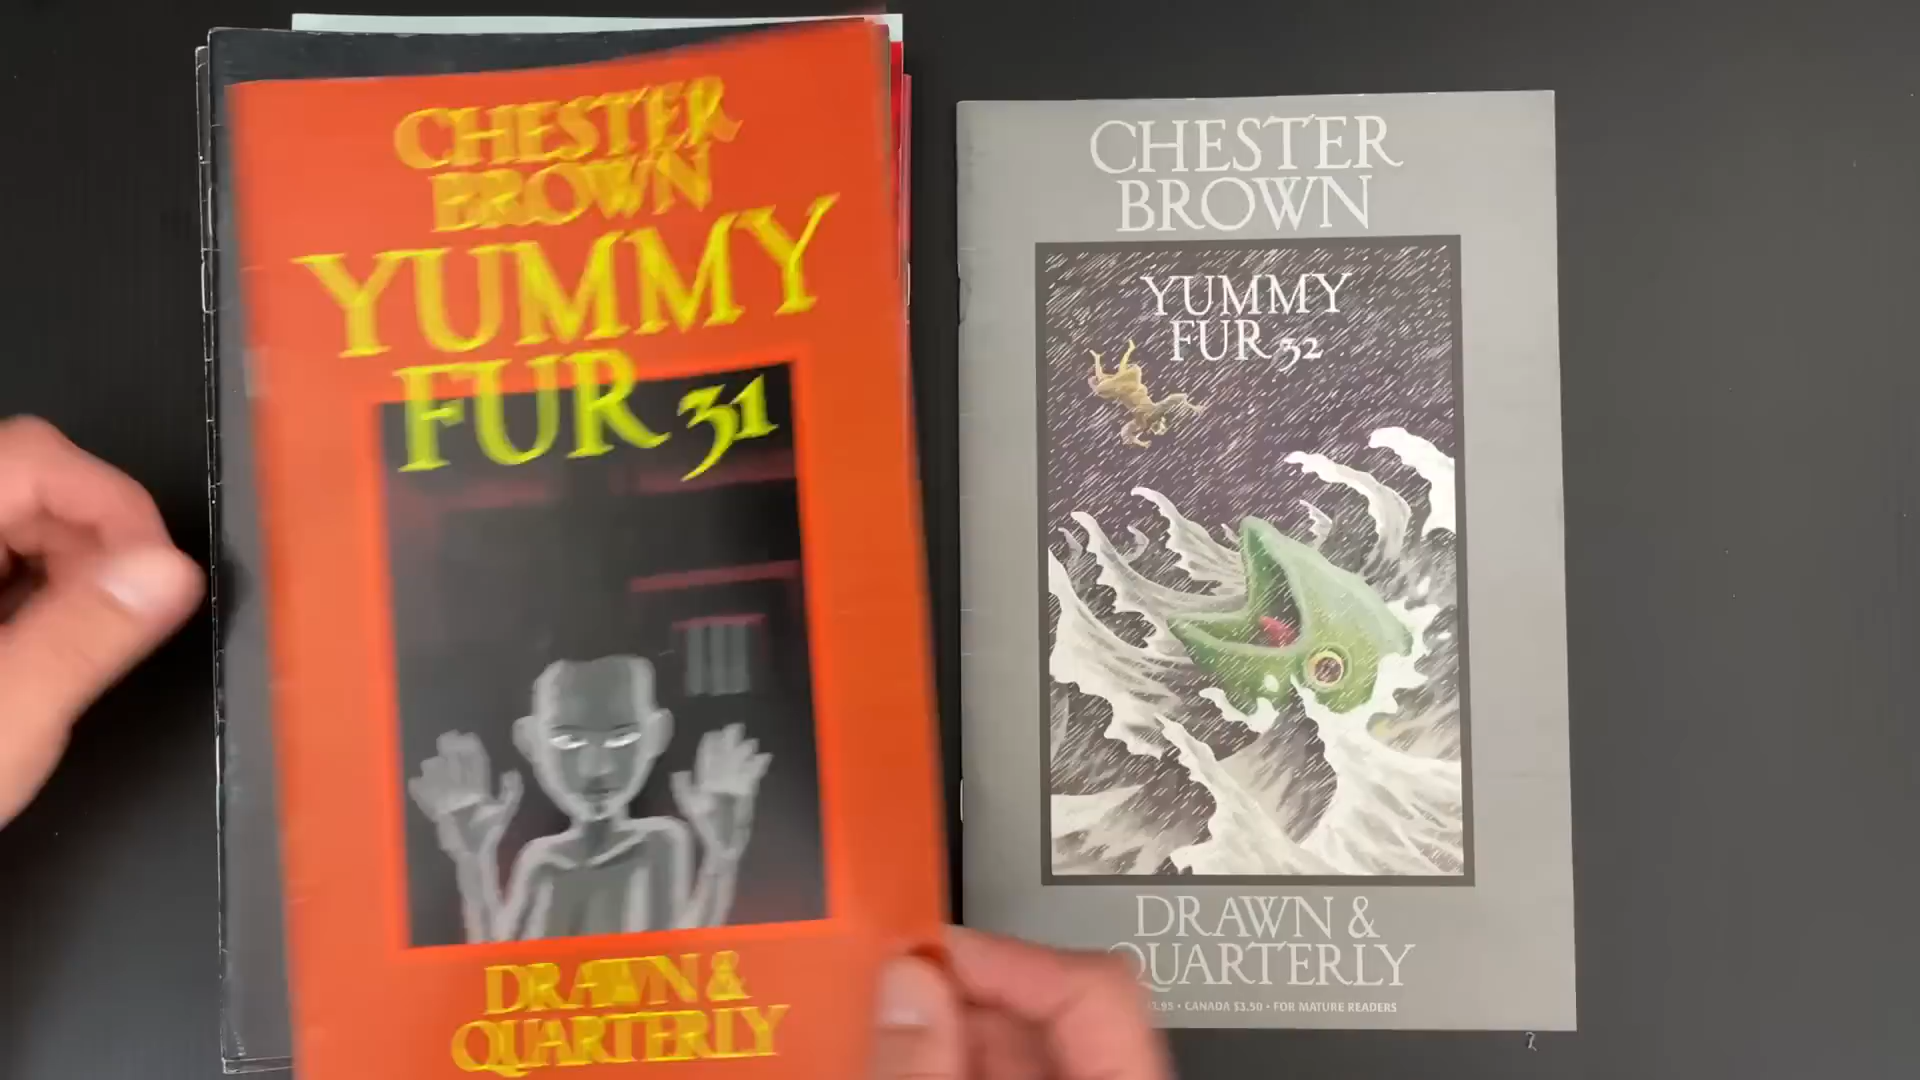 CHESTER
BROWN
YUMMY
FUR 31
DRAWN &
QUARTERLY
CHESTER
BROWN
YUMMY
FUR 32
DRAWN &
QUARTERLY
.95 • CANADA $3.50 • FOR MATURE READERS